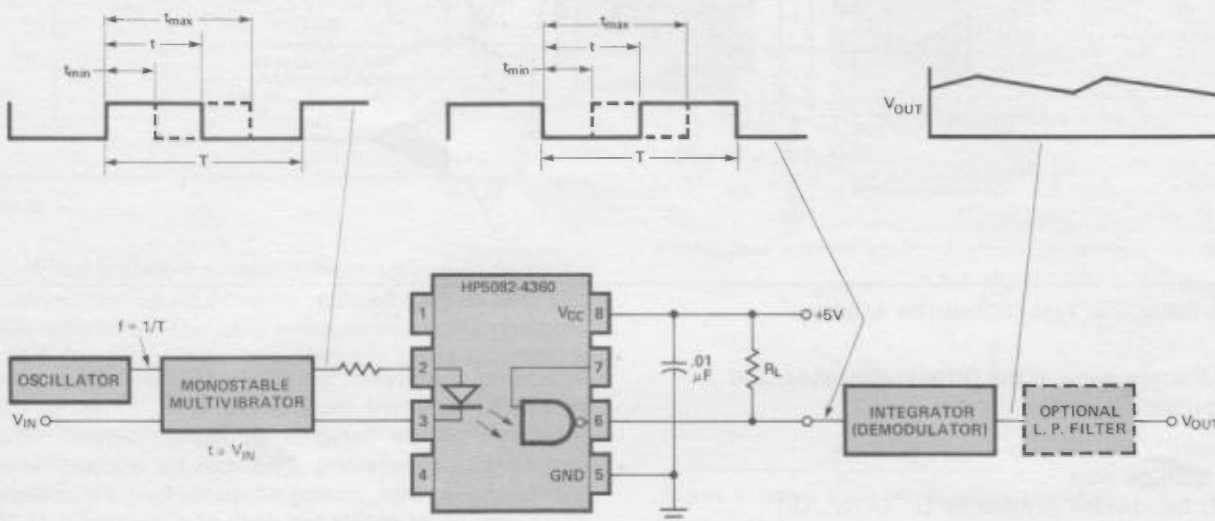 tmax
t
tmin
T
tmax
t
tmin
T
VOUT
HP5082-4360
1
2
3
4
VCC 8
7
6
GND 5
f = 1/T
OSCILLATOR
VIN
MONOSTABLE
MULTIVIBRATOR
t α VIN
.01
μF
RL
+5V
INTEGRATOR
(DEMODULATOR)
OPTIONAL
L. P. FILTER
VOUT